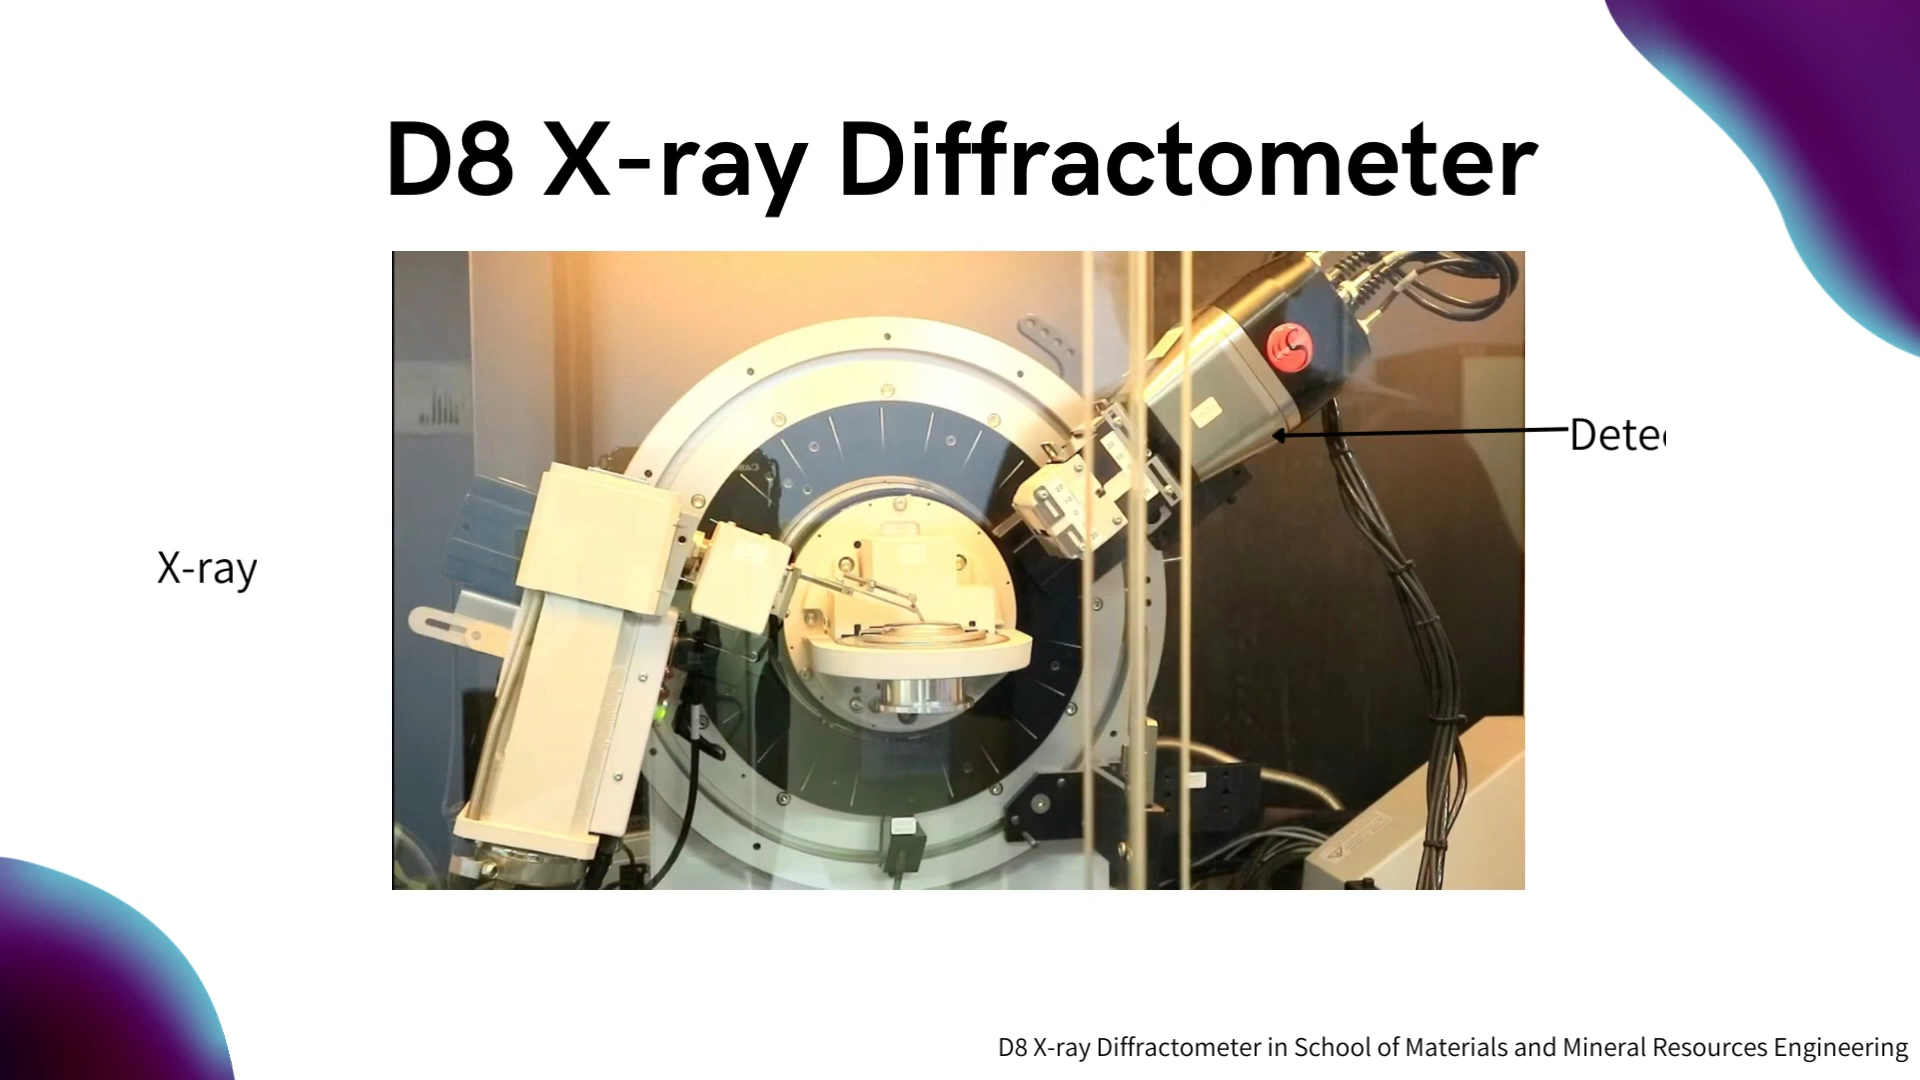 D8 X-ray Diffractometer
Dete
X-ray
D8 X-ray Diffractometer in School of Materials and Mineral Resources Engineering